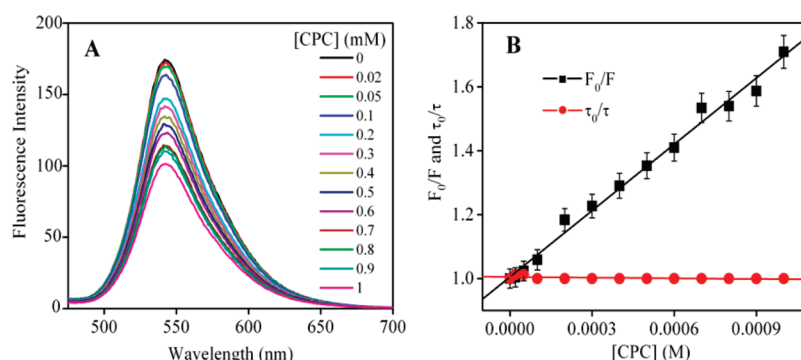 A
[CPC] (mM)
0
0.02
0.05
0.1
0.2
0.3
0.4
0.5
0.6
0.7
0.8
0.9
1
200
150
100
50
0
Fluorescence Intensity
500 550 600 650 700
Wavelength (nm)
B
F₀/F
τ₀/τ
1.8
1.6
1.4
1.2
1.0
F₀/F and τ₀/τ
0.0000 0.0003 0.0006 0.0009
[CPC] (M)